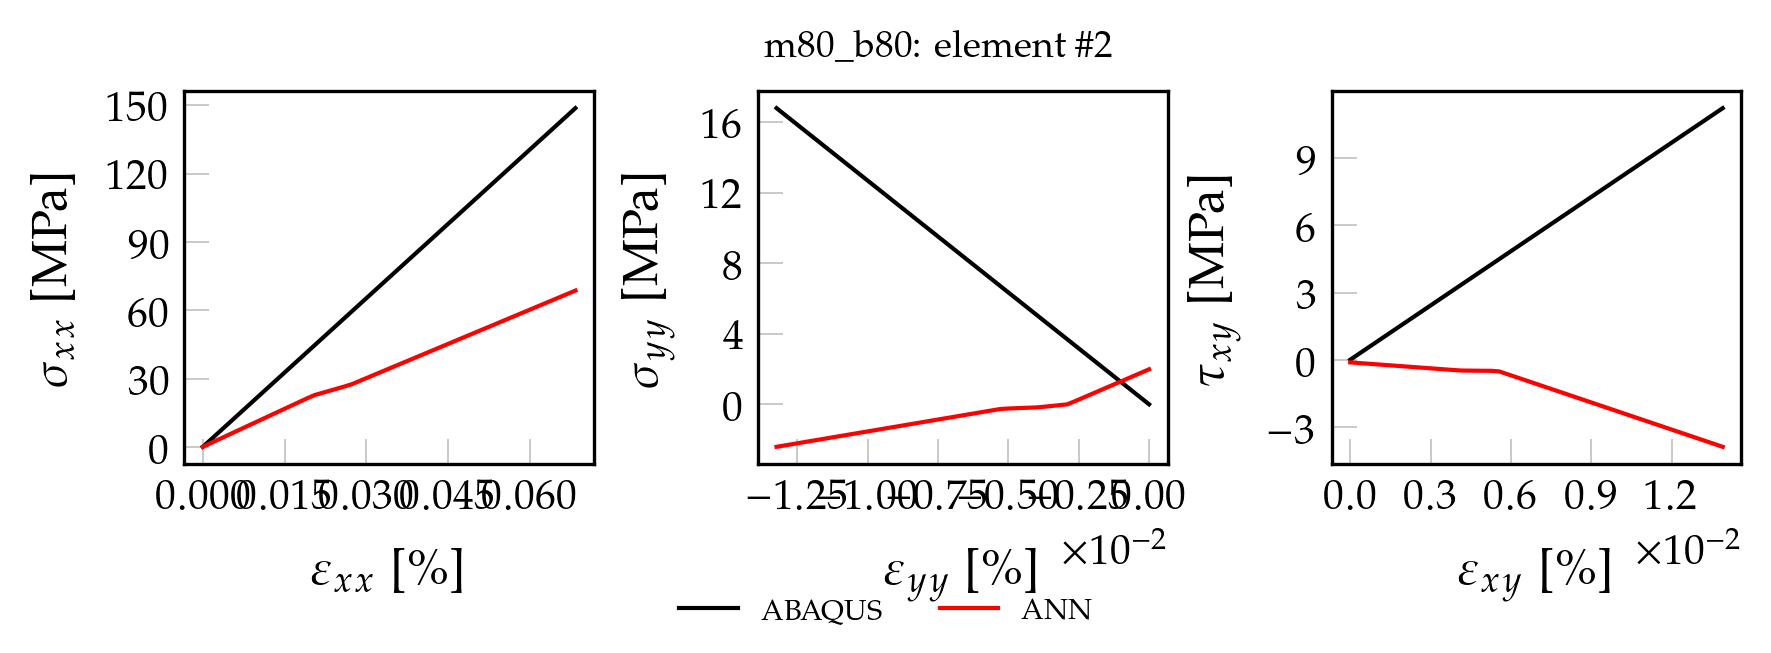 m80_b80: element #2
150
120
90
60
30
0
σxx [MPa]
0.000 0.015 0.030 0.045 0.060
εxx [%]
16
12
8
4
0
σyy [MPa]
−1.25 −1.00 −0.75 −0.50 −0.25 0.00
×10−2
εyy [%]
9
6
3
0
−3
τxy [MPa]
0.0 0.3 0.6 0.9 1.2
×10−2
εxy [%]
ABAQUS ANN